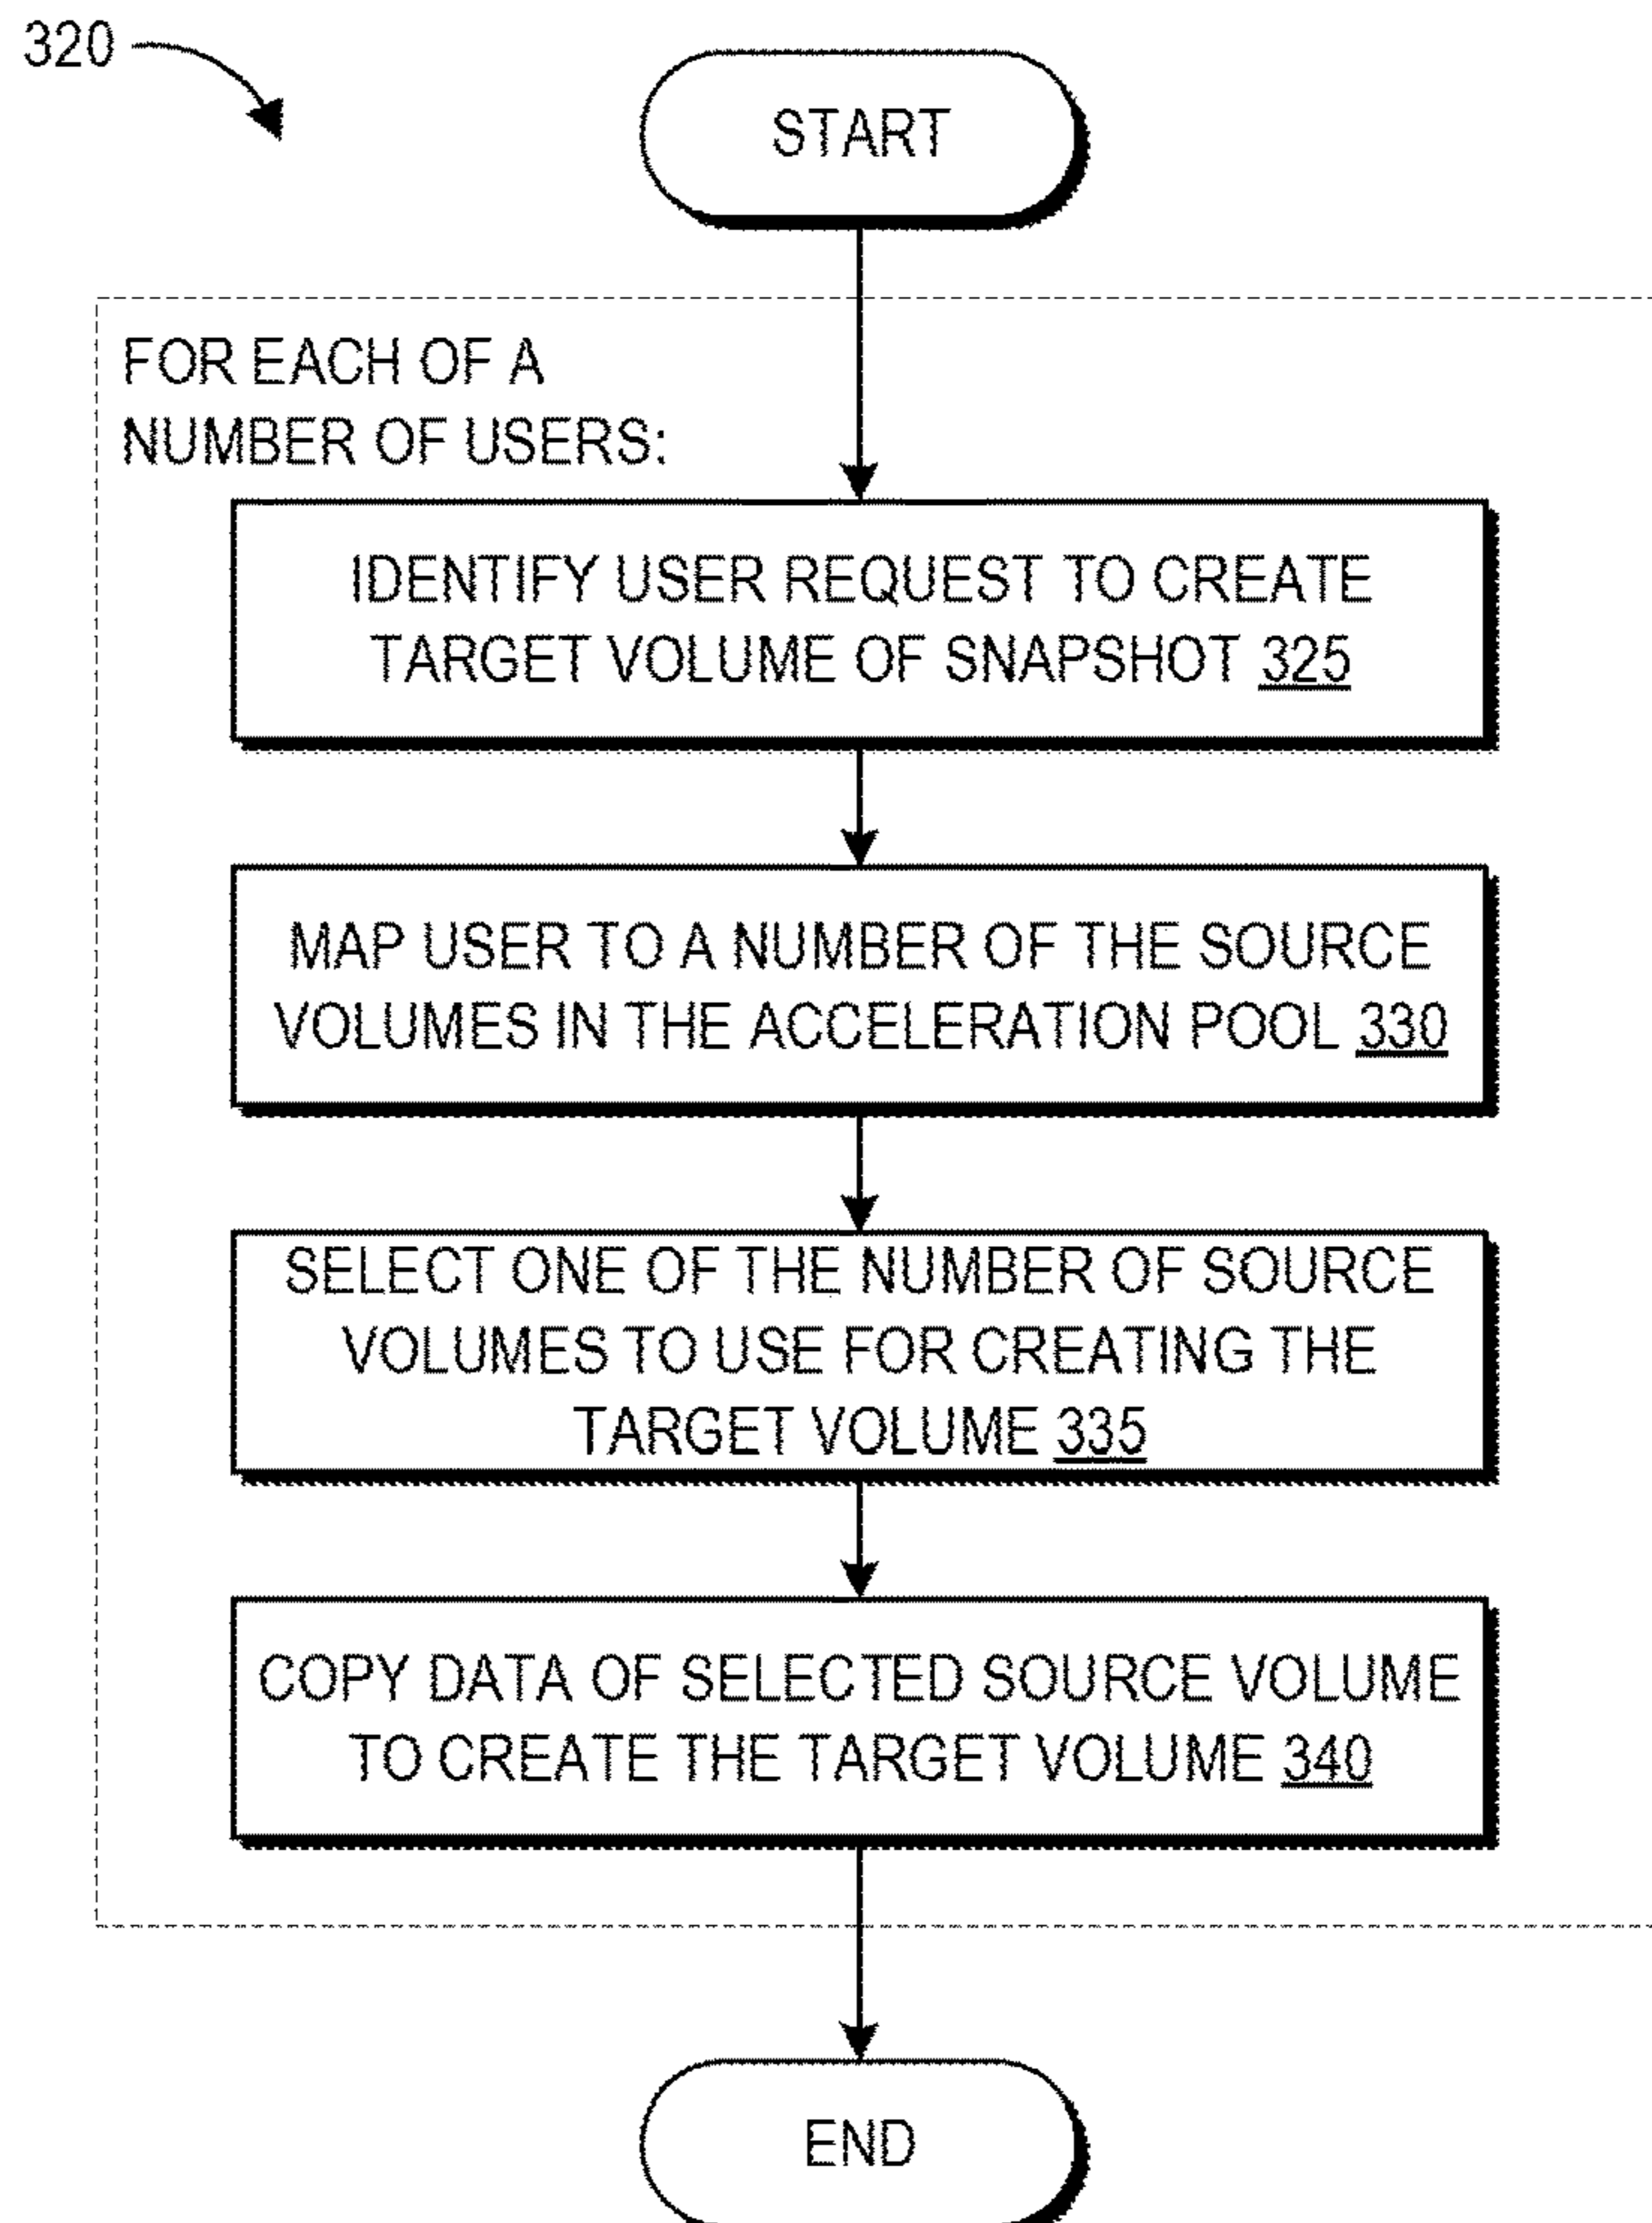 320
START
FOR EACH OF A
NUMBER OF USERS:
IDENTIFY USER REQUEST TO CREATE
TARGET VOLUME OF SNAPSHOT 325
MAP USER TO A NUMBER OF THE SOURCE
VOLUMES IN THE ACCELERATION POOL 330
SELECT ONE OF THE NUMBER OF SOURCE
VOLUMES TO USE FOR CREATING THE
TARGET VOLUME 335
COPY DATA OF SELECTED SOURCE VOLUME
TO CREATE THE TARGET VOLUME 340
END